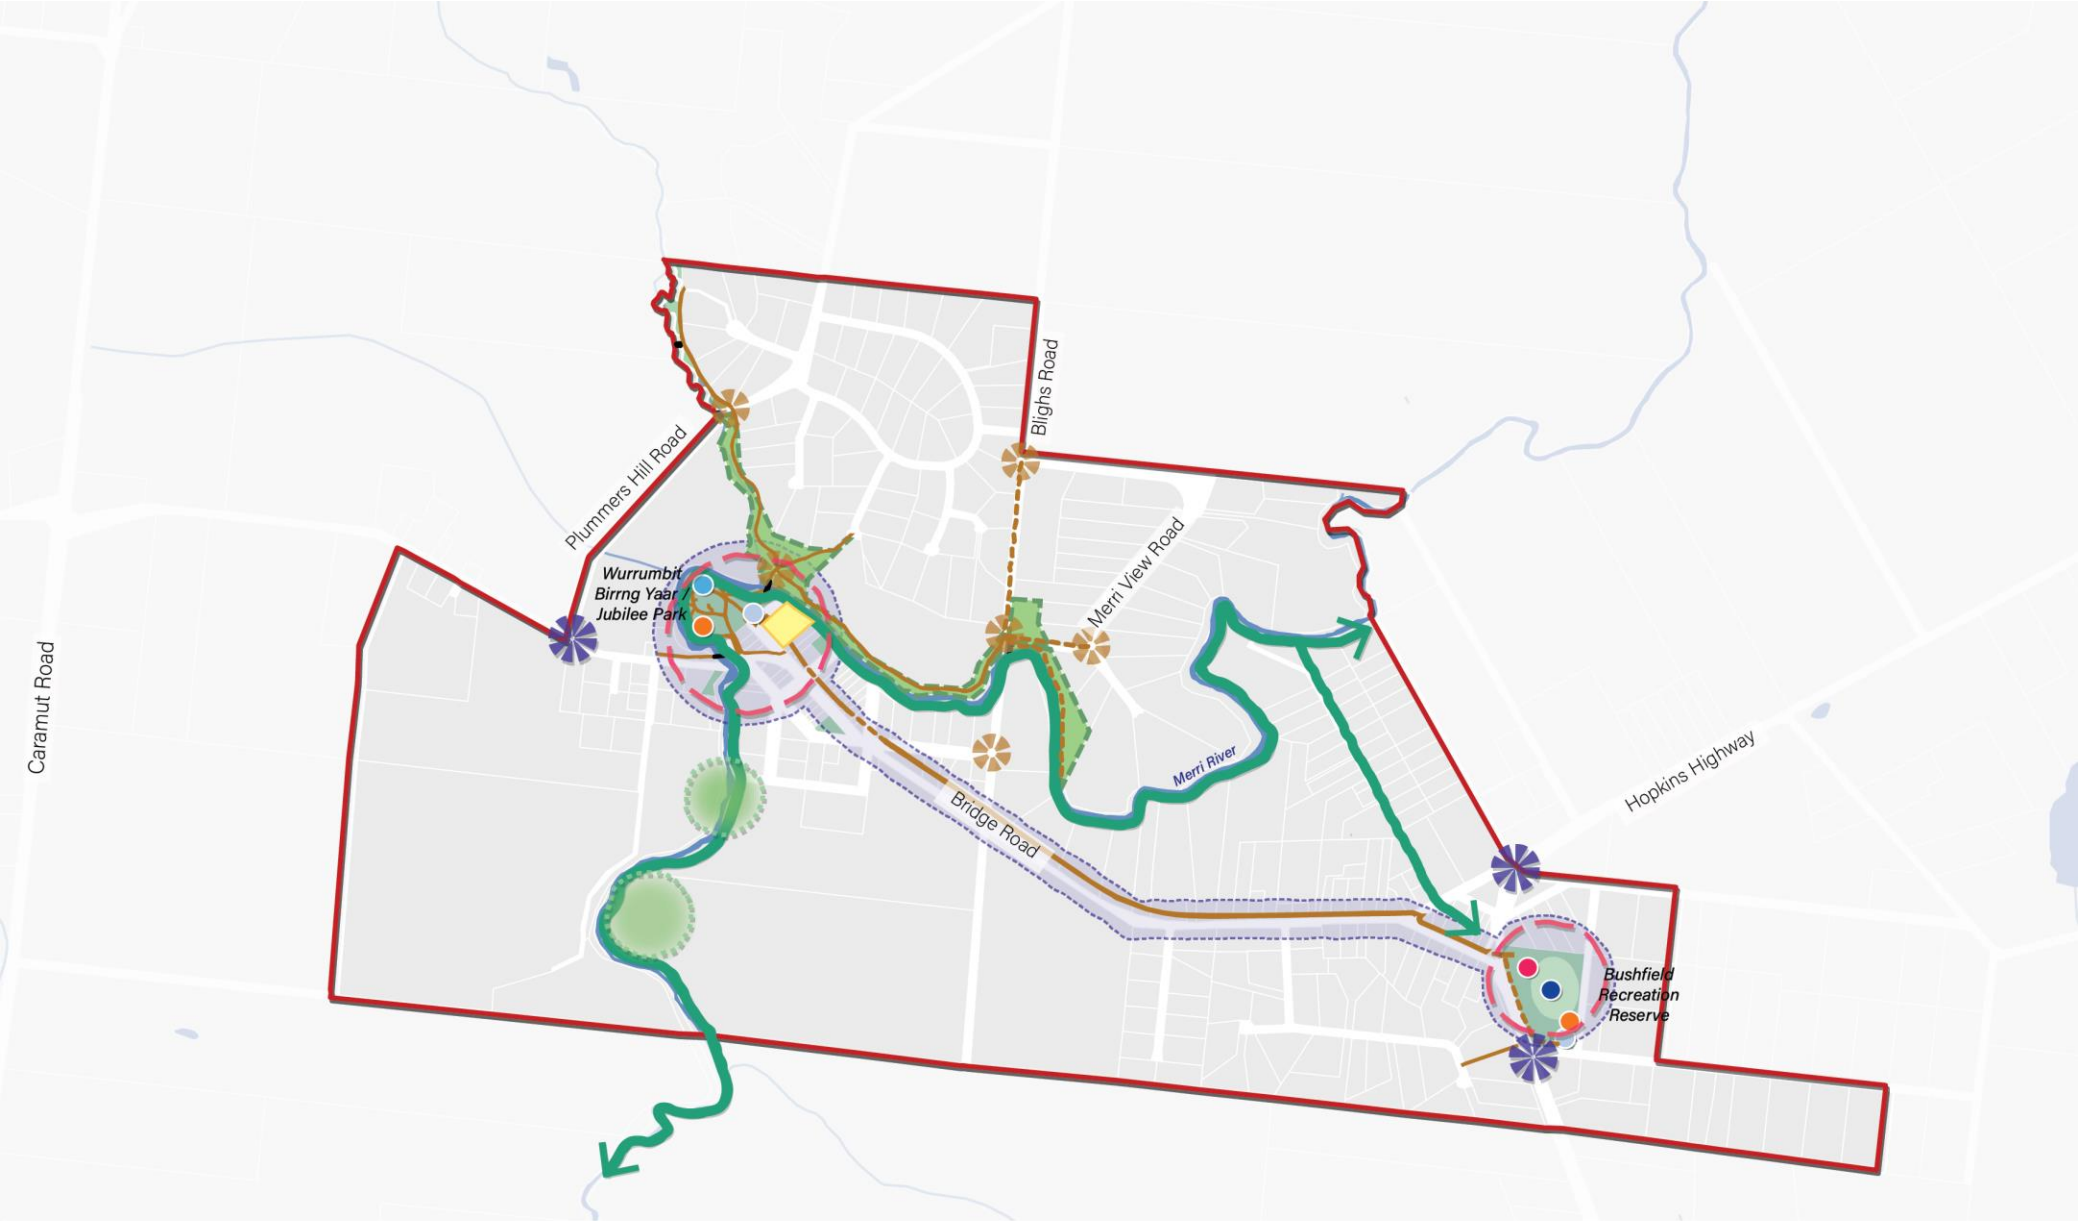 Blighs Road
Plummers Hill Road
Merri View Road
Wurrumbit
Birrng Yaar /
Jubilee Park
Caramut Road
Merri River
Hopkins Highway
Bridge Road
Bushfield
Recreation
Reserve